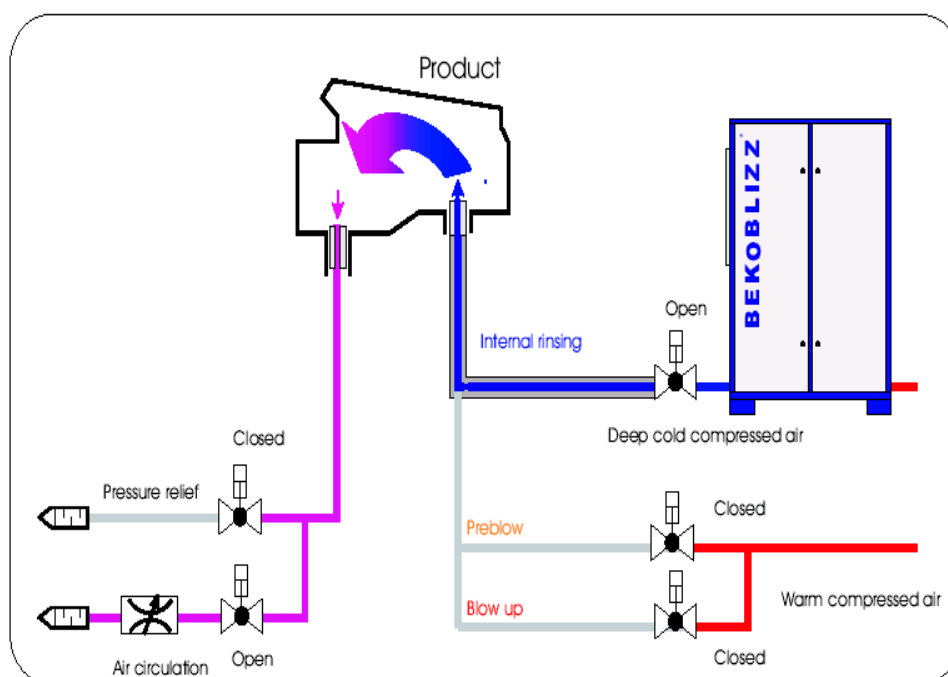 Product
BEKOBLIZZ
Open
Internal rinsing
Deep cold compressed air
Closed
Pressure relief
Closed
Preblow
Blow up
Warm compressed air
Closed
Air circulation
Open